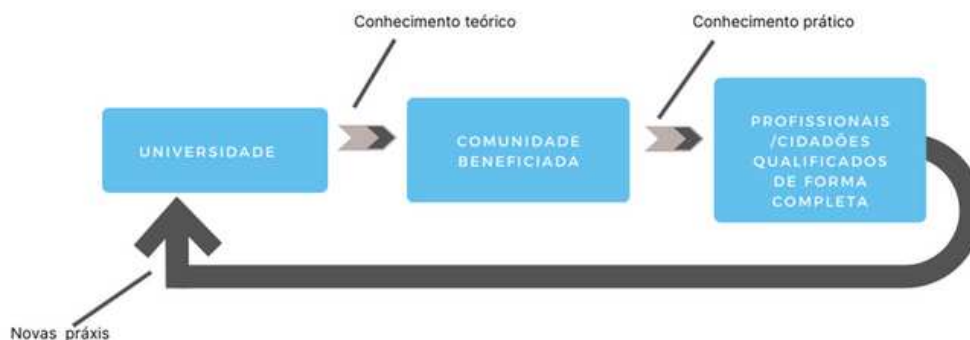 Conhecimento teórico
Conhecimento prático
UNIVERSIDADE
COMUNIDADE
BENEFICIADA
PROFISSIONAIS
/CIDADÕES
QUALIFICADOS
DE FORMA
COMPLETA
Novas práxis